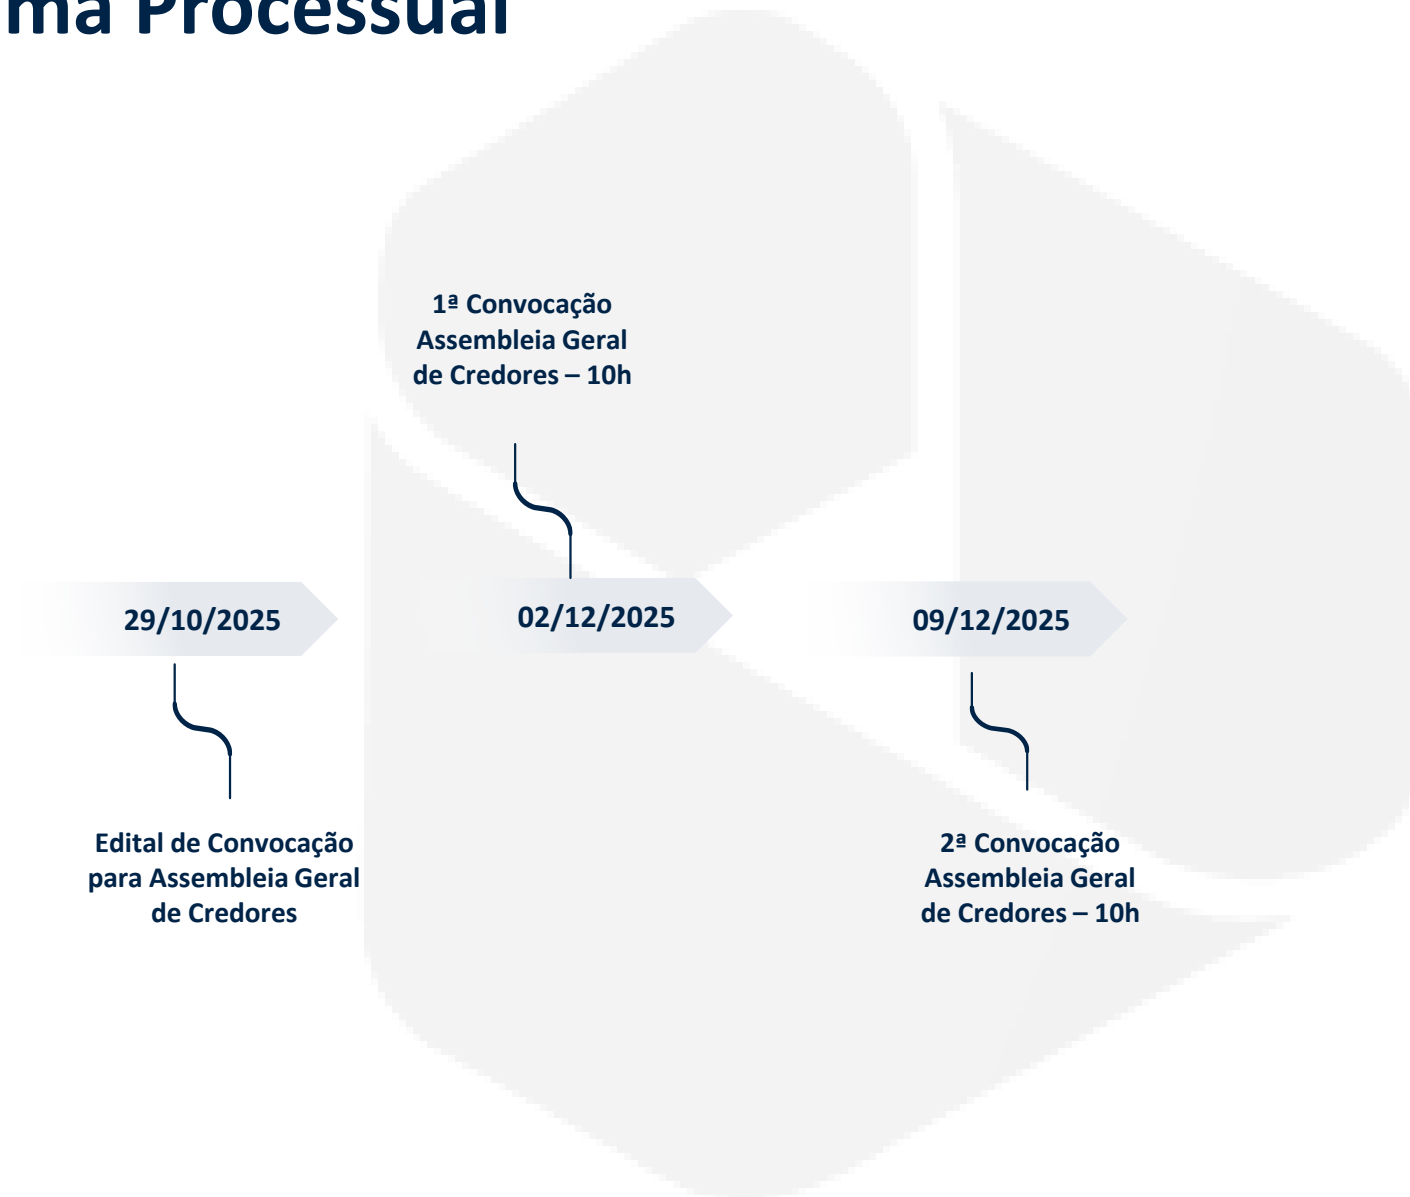 ma Processual
1ª Convocação
Assembleia Geral
de Credores – 10h
29/10/2025
02/12/2025
09/12/2025
Edital de Convocação
para Assembleia Geral
de Credores
2ª Convocação
Assembleia Geral
de Credores – 10h